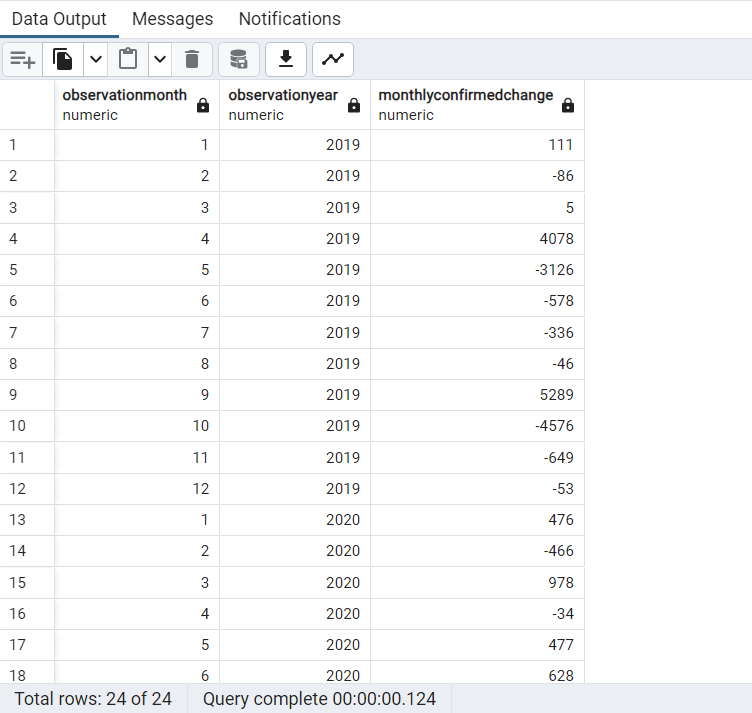 Data Output Messages Notifications
observationmonth observationyear monthlyconfirmedchange
numeric numeric numeric
1 1 2019 111
2 2 2019 -86
3 3 2019 5
4 4 2019 4078
5 5 2019 -3126
6 6 2019 -578
7 7 2019 -336
8 8 2019 -46
9 9 2019 5289
10 10 2019 -4576
11 11 2019 -649
12 12 2019 -53
13 1 2020 476
14 2 2020 -466
15 3 2020 978
16 4 2020 -34
17 5 2020 477
18 6 2020 628
Total rows: 24 of 24 Query complete 00:00:00.124